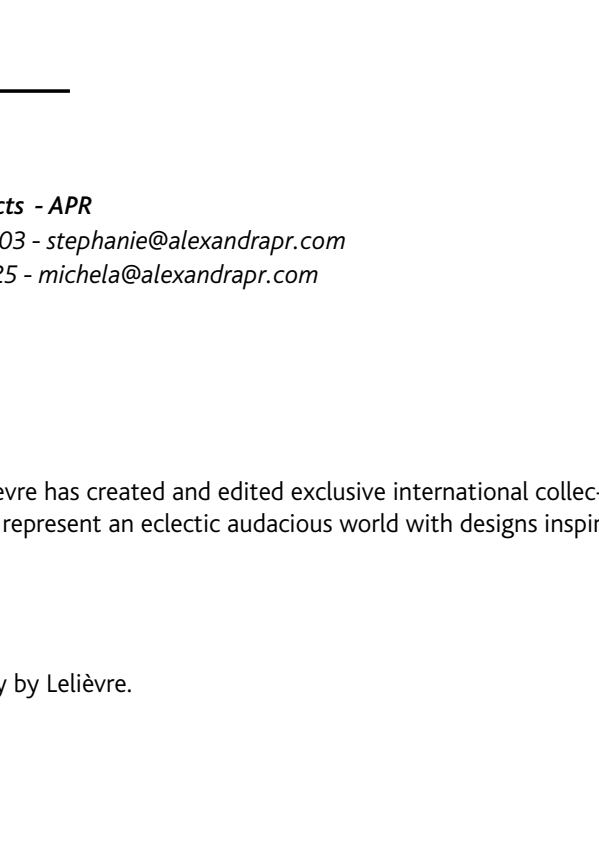 cts - APR
03 - stephanie@alexandrapr.com
25 - michela@alexandrapr.com
evre has created and edited exclusive international collec-
represent an eclectic audacious world with designs inspir
y by Lelièvre.